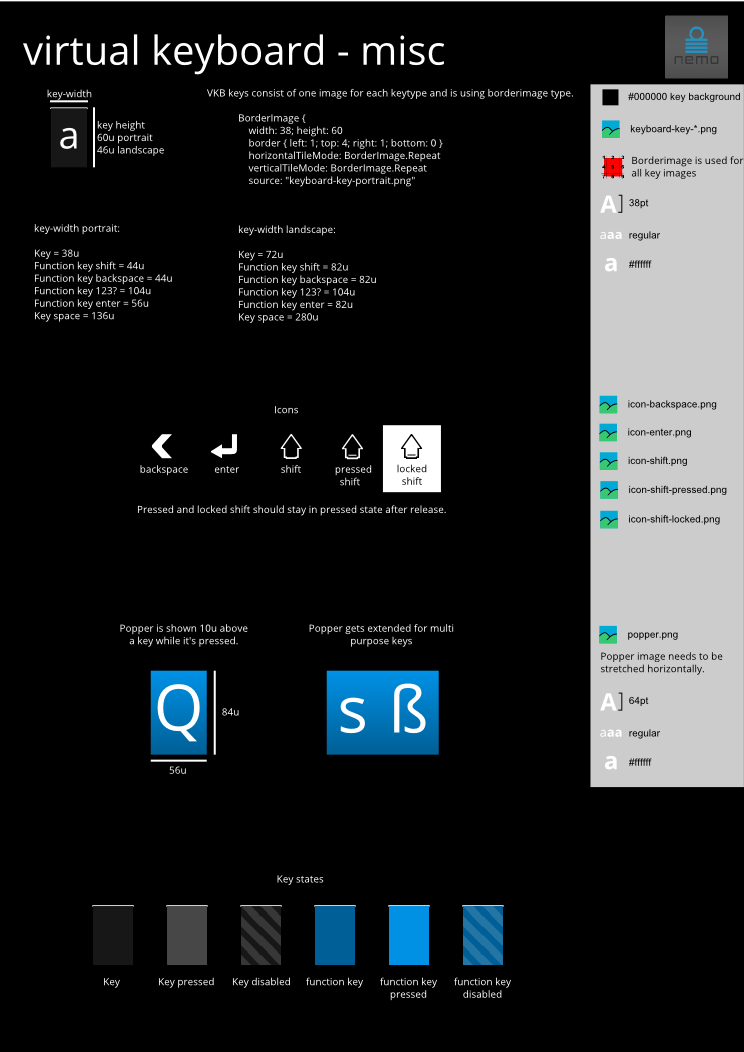 virtual keyboard - misc
nemo
key-width
a
key height
60u portrait
46u landscape
VKB keys consist of one image for each keytype and is using borderimage type.
BorderImage {
width: 38; height: 60
border { left: 1; top: 4; right: 1; bottom: 0 }
horizontalTileMode: BorderImage.Repeat
verticalTileMode: BorderImage.Repeat
source: "keyboard-key-portrait.png"
#000000 key background
keyboard-key-*.png
Borderimage is used for
all key images
A] 38pt
aaa regular
a #ffffff
key-width portrait:
Key = 38u
Function key shift = 44u
Function key backspace = 44u
Function key 123? = 104u
Function key enter = 56u
Key space = 136u
key-width landscape:
Key = 72u
Function key shift = 82u
Function key backspace = 82u
Function key 123? = 104u
Function key enter = 82u
Key space = 280u
Icons
backspace
enter
shift
pressed
shift
locked
shift
Pressed and locked shift should stay in pressed state after release.
icon-backspace.png
icon-enter.png
icon-shift.png
icon-shift-pressed.png
icon-shift-locked.png
Popper is shown 10u above
a key while it's pressed.
Q
84u
56u
Popper gets extended for multi
purpose keys
s ß
popper.png
Popper image needs to be
stretched horizontally.
A] 64pt
aaa regular
a #ffffff
Key states
Key
Key pressed
Key disabled
function key
function key
pressed
function key
disabled